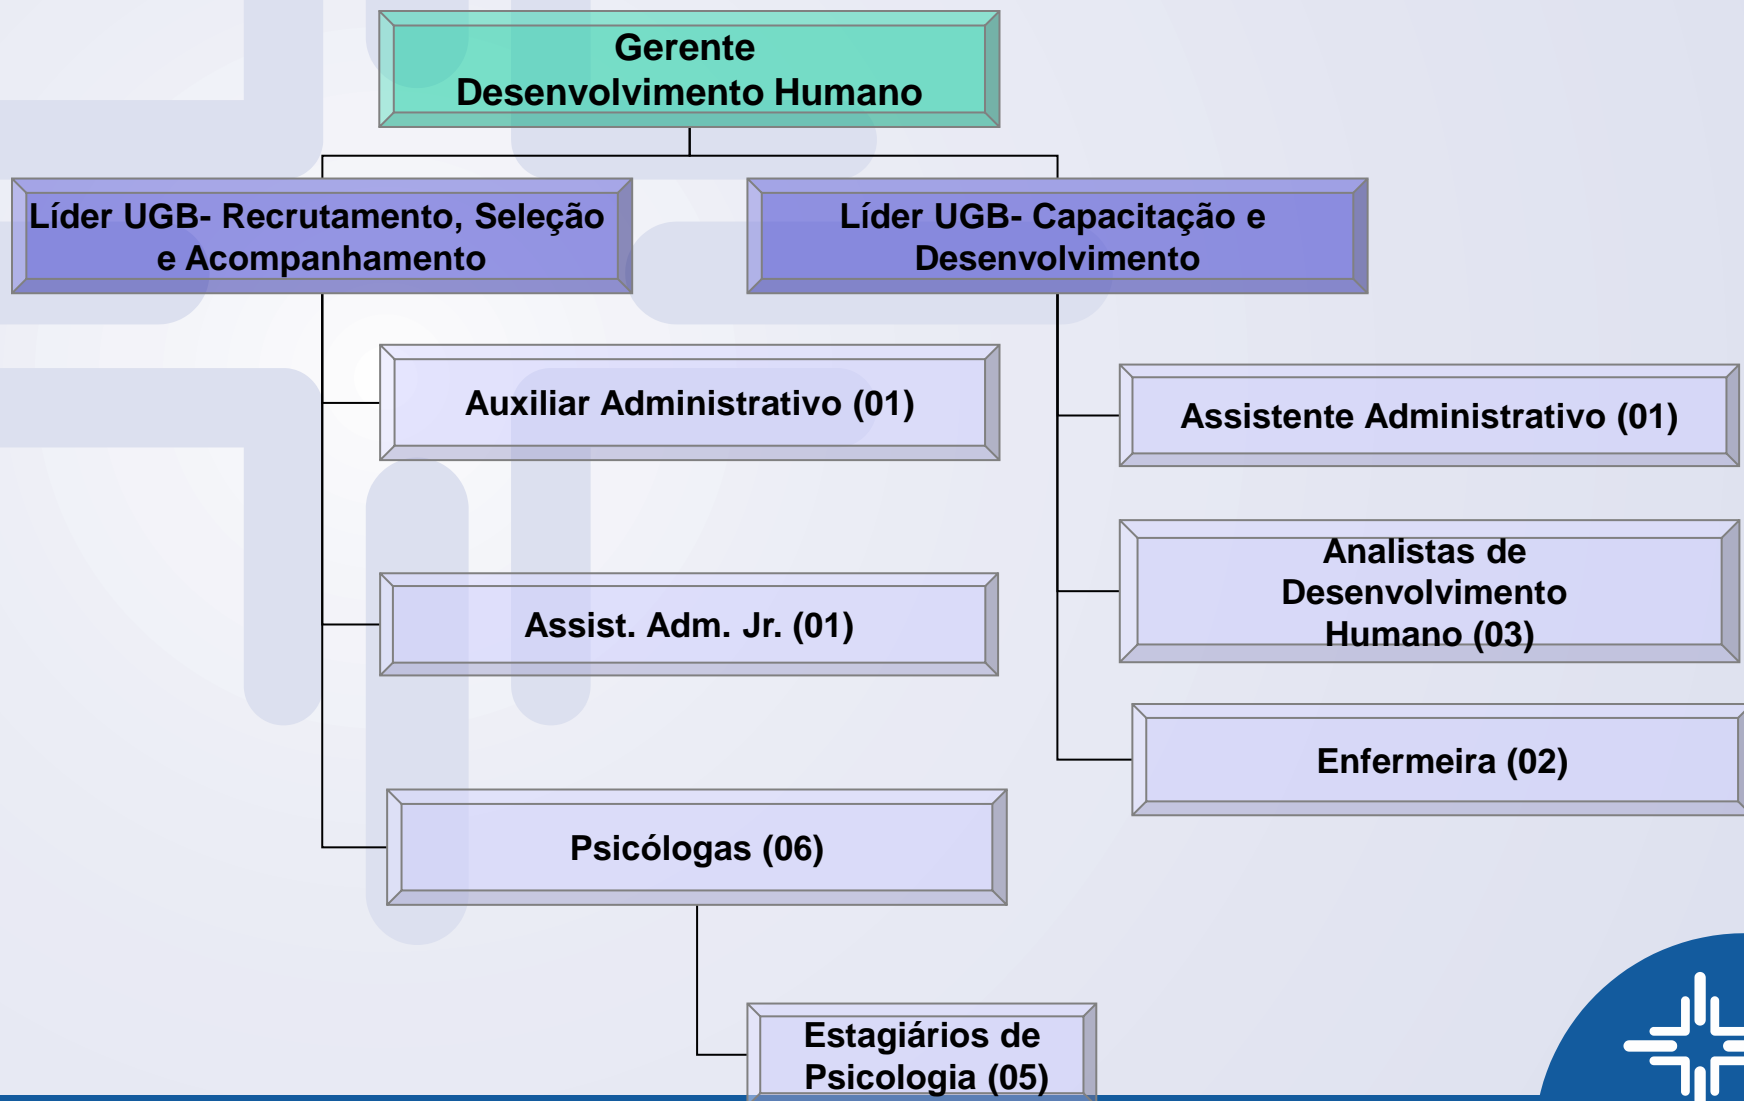 Gerente
Desenvolvimento Humano
Líder UGB- Recrutamento, Seleção
e Acompanhamento
Líder UGB- Capacitação e
Desenvolvimento
Auxiliar Administrativo (01)
Assistente Administrativo (01)
Assist. Adm. Jr. (01)
Analistas de
Desenvolvimento
Humano (03)
Enfermeira (02)
Psicólogas (06)
Estagiários de
Psicologia (05)